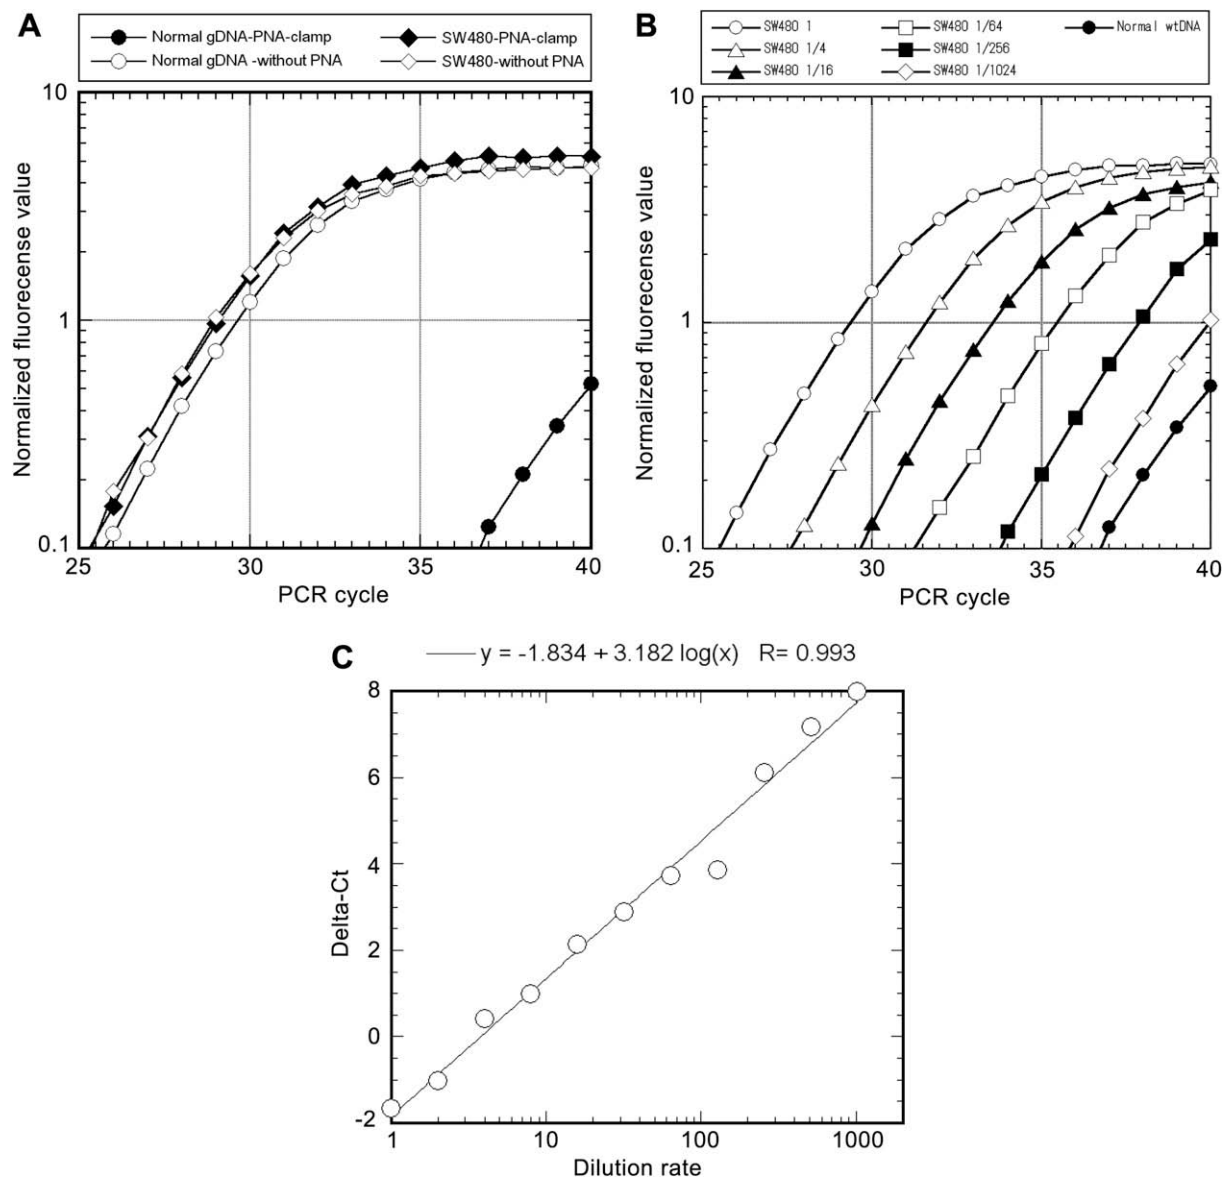 A
Normal gDNA-PNA-clamp
SW480-PNA-clamp
Normal gDNA -without PNA
SW480-without PNA
10
1
0.1
25
30
35
40
Normalized fluorecense value
PCR cycle
B
SW480 1
SW480 1/64
Normal wtDNA
SW480 1/4
SW480 1/256
SW480 1/16
SW480 1/1024
10
1
0.1
25
30
35
40
Normalized fluorecense value
PCR cycle
C
y = -1.834 + 3.182 log(x) R= 0.993
8
6
4
2
0
-2
1
10
100
1000
Delta-Ct
Dilution rate